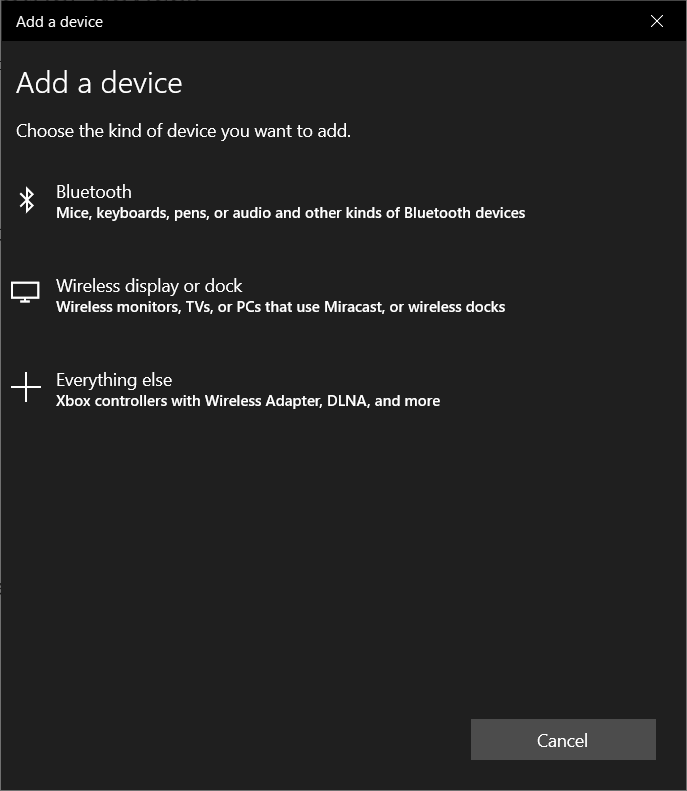 Add a device
Add a device
Choose the kind of device you want to add.
Bluetooth
Mice, keyboards, pens, or audio and other kinds of Bluetooth devices
Wireless display or dock
Wireless monitors, TVs, or PCs that use Miracast, or wireless docks
Everything else
Xbox controllers with Wireless Adapter, DLNA, and more
Cancel